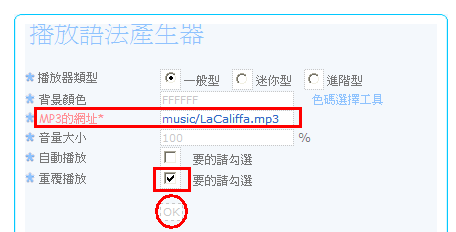 播放語法產生器
播放器類型 一般型 迷你型 進階型
背景顏色 FFFFFF 色碼選擇工具
MP3的網址* music/LaCaliffa.mp3
音量大小 100 %
自動播放 要的請勾選
重覆播放 要的請勾選
OK